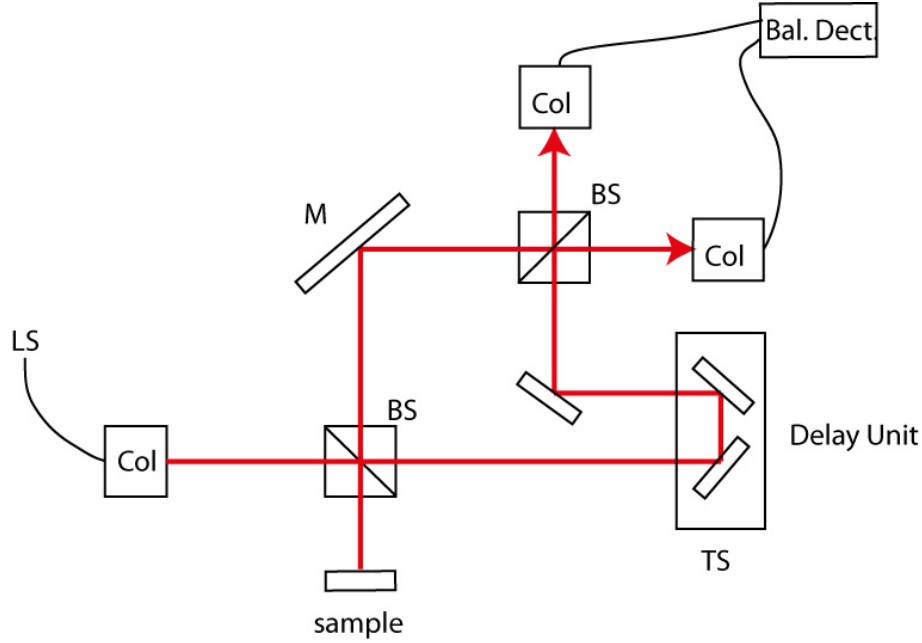 Bal. Dect.
Col
BS
M
Col
LS
BS
Col
Delay Unit
TS
sample